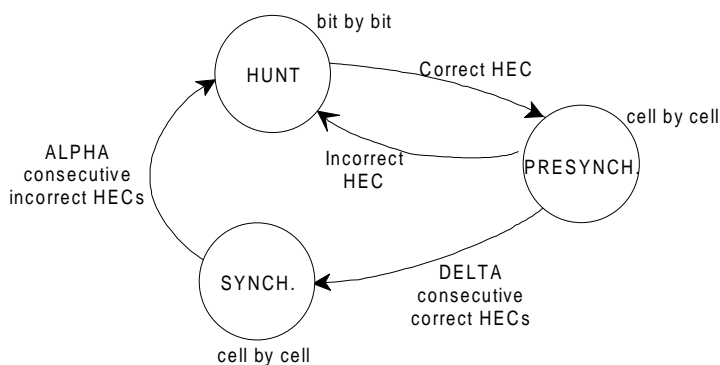 bit by bit
HUNT
Correct HEC
cell by cell
Incorrect
HEC
PRESYNCH.
ALPHA
consecutive
incorrect HECs
SYNCH.
DELTA
consecutive
correct HECs
cell by cell